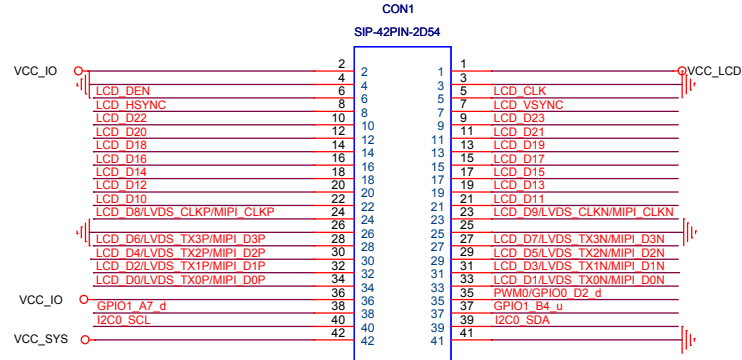 CON1
SIP-42PIN-2D54
VCC_IO 2 2 1 1 VCC_LCD
4 4 3 3
LCD_DEN 6 6 5 5 LCD_CLK
LCD_HSYNC 8 8 7 7 LCD_VSYNC
LCD_D22 10 10 9 9 LCD_D23
LCD_D20 12 12 11 11 LCD_D21
LCD_D18 14 14 13 13 LCD_D19
LCD_D16 16 16 15 15 LCD_D17
LCD_D14 18 18 17 17 LCD_D15
LCD_D12 20 20 19 19 LCD_D13
LCD_D10 22 22 21 21 LCD_D11
LCD_D8/LVDS_CLKP/MIPI_CLKP 24 24 23 23 LCD_D9/LVDS_CLKN/MIPI_CLKN
26 26 25 25
LCD_D6/LVDS_TX3P/MIPI_D3P 28 28 27 27 LCD_D7/LVDS_TX3N/MIPI_D3N
LCD_D4/LVDS_TX2P/MIPI_D2P 30 30 29 29 LCD_D5/LVDS_TX2N/MIPI_D2N
LCD_D2/LVDS_TX1P/MIPI_D1P 32 32 31 31 LCD_D3/LVDS_TX1N/MIPI_D1N
LCD_D0/LVDS_TX0P/MIPI_D0P 34 34 33 33 LCD_D1/LVDS_TX0N/MIPI_D0N
VCC_IO 36 36 35 35 PWM0/GPIO0_D2_d
GPIO1_A7_d 38 38 37 37 GPIO1_B4_u
I2C0_SCL 40 40 39 39 I2C0_SDA
VCC_SYS 42 42 41 41